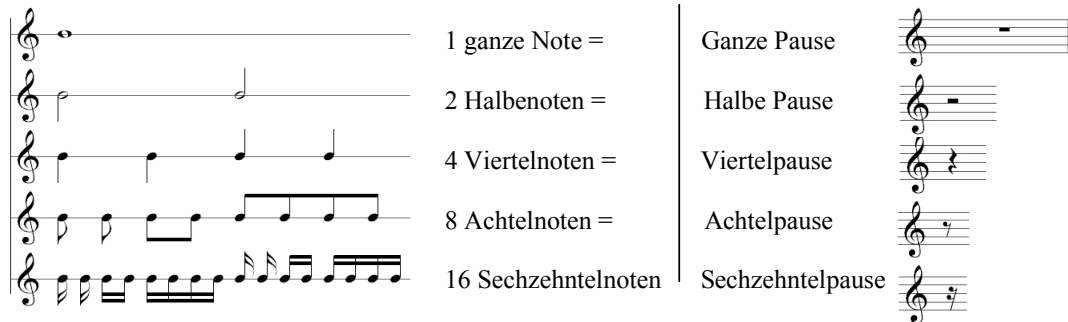 1 ganze Note =
Ganze Pause
2 Halbenoten =
Halbe Pause
4 Viertelnoten =
Viertelpause
8 Achtelnoten =
Achtelpause
16 Sechzehntelnoten
Sechzehntelpause